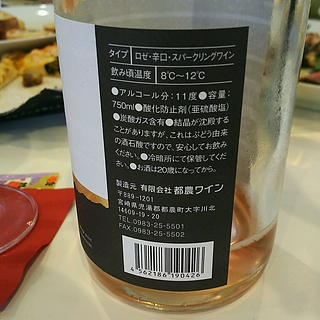 タイプ ロゼ・辛口・スパークリングワイン
飲み頃温度 8℃〜12℃
●アルコール分:11度●容量:
750ml●酸化防止剤(亜硫酸塩)
●炭酸ガス含有●結晶が沈殿する
ことがありますが、これはぶどう由来
の酒石酸ですので、安心してお飲み
ください。●冷暗所にて保管してくだ
さい。●お酒は20歳になってから。
製造元 有限会社 都農ワイン
〒889-1201
宮崎県児湯郡都農町大字川北
14609-19・20
TEL.0983-25-5501
FAX.0983-25-5502
4562186190426